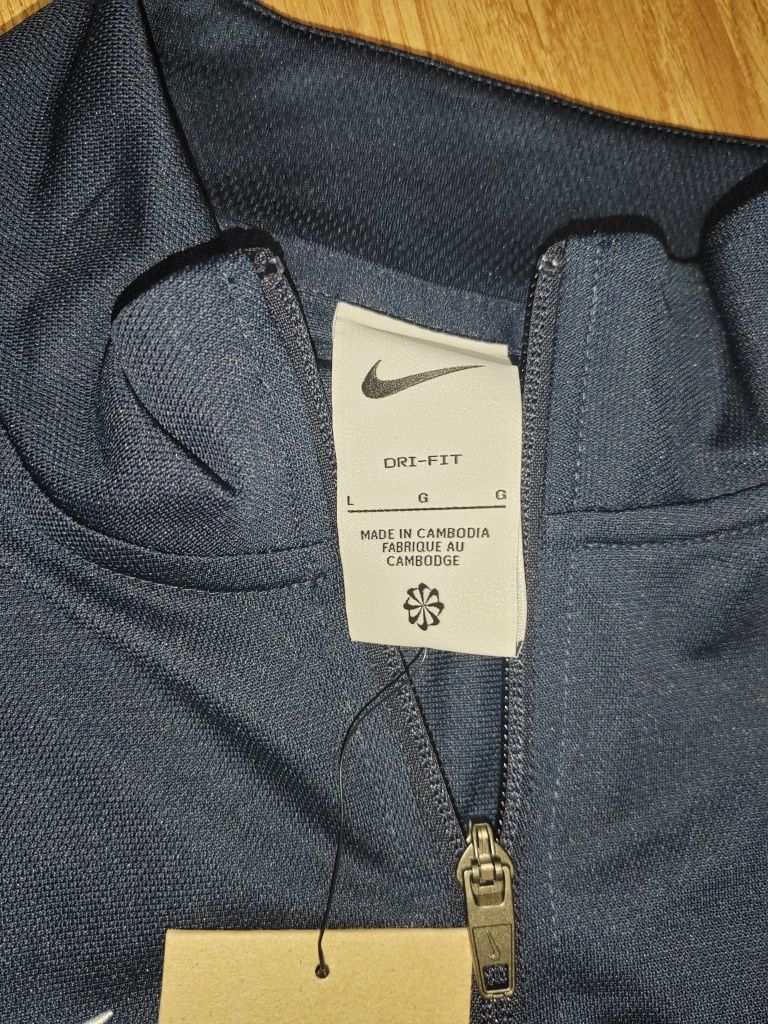 DRI-FIT
L G G
MADE IN CAMBODIA
FABRIQUE AU
CAMBODGE